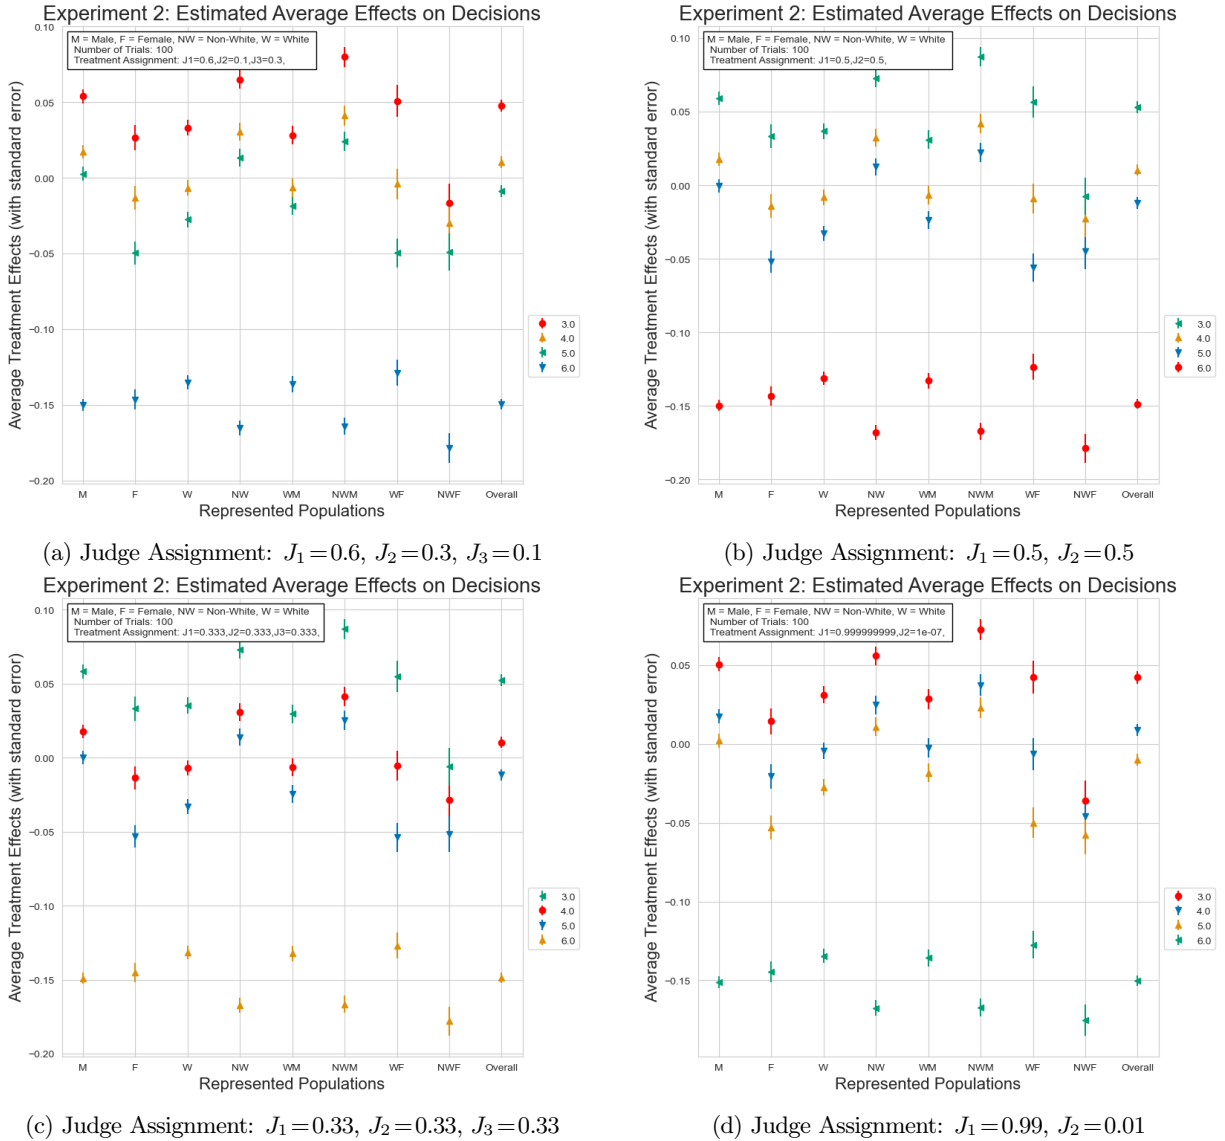 Experiment 2: Estimated Average Effects on Decisions
M = Male, F = Female, NW = Non-White, W = White
Number of Trials: 100
Treatment Assignment: J1=0.6,J2=0.1,J3=0.3,
Average Treatment Effects (with standard error)
0.10
0.05
0.00
−0.05
−0.10
−0.15
−0.20
M F W NW WM NWM WF NWF Overall
Represented Populations
3.0
4.0
5.0
6.0
(a) Judge Assignment: J1=0.6, J2=0.3, J3=0.1
Experiment 2: Estimated Average Effects on Decisions
M = Male, F = Female, NW = Non-White, W = White
Number of Trials: 100
Treatment Assignment: J1=0.5,J2=0.5,
Average Treatment Effects (with standard error)
0.10
0.05
0.00
−0.05
−0.10
−0.15
−0.20
M F W NW WM NWM WF NWF Overall
Represented Populations
3.0
4.0
5.0
6.0
(b) Judge Assignment: J1=0.5, J2=0.5
Experiment 2: Estimated Average Effects on Decisions
M = Male, F = Female, NW = Non-White, W = White
Number of Trials: 100
Treatment Assignment: J1=0.333,J2=0.333,J3=0.333,
Average Treatment Effects (with standard error)
0.10
0.05
0.00
−0.05
−0.10
−0.15
−0.20
M F W NW WM NWM WF NWF Overall
Represented Populations
3.0
4.0
5.0
6.0
(c) Judge Assignment: J1=0.33, J2=0.33, J3=0.33
Experiment 2: Estimated Average Effects on Decisions
M = Male, F = Female, NW = Non-White, W = White
Number of Trials: 100
Treatment Assignment: J1=0.999999999,J2=1e-07,
Average Treatment Effects (with standard error)
0.05
0.00
−0.05
−0.10
−0.15
M F W NW WM NWM WF NWF Overall
Represented Populations
3.0
4.0
5.0
6.0
(d) Judge Assignment: J1=0.99, J2=0.01